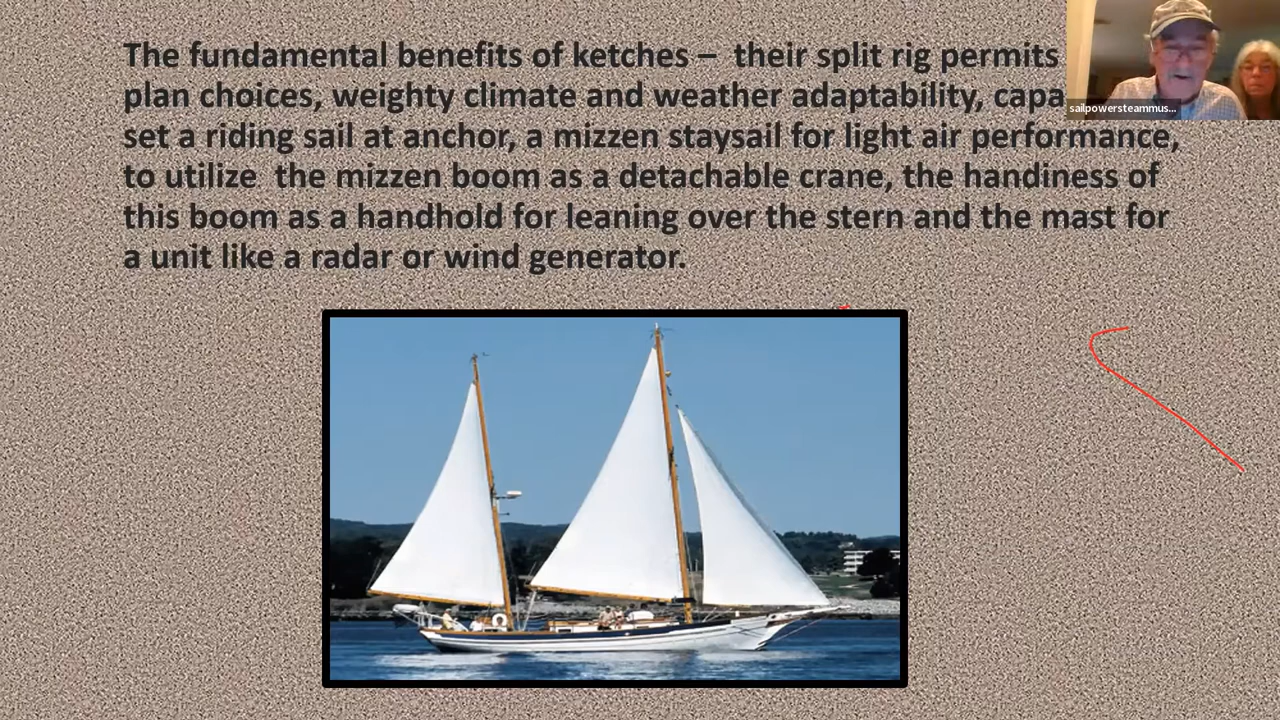 The fundamental benefits of ketches –  their split rig permits
plan choices, weighty climate and weather adaptability, capa
set a riding sail at anchor, a mizzen staysail for light air performance,
to utilize  the mizzen boom as a detachable crane, the handiness of
this boom as a handhold for leaning over the stern and the mast for
a unit like a radar or wind generator.
sailpowersteammus...